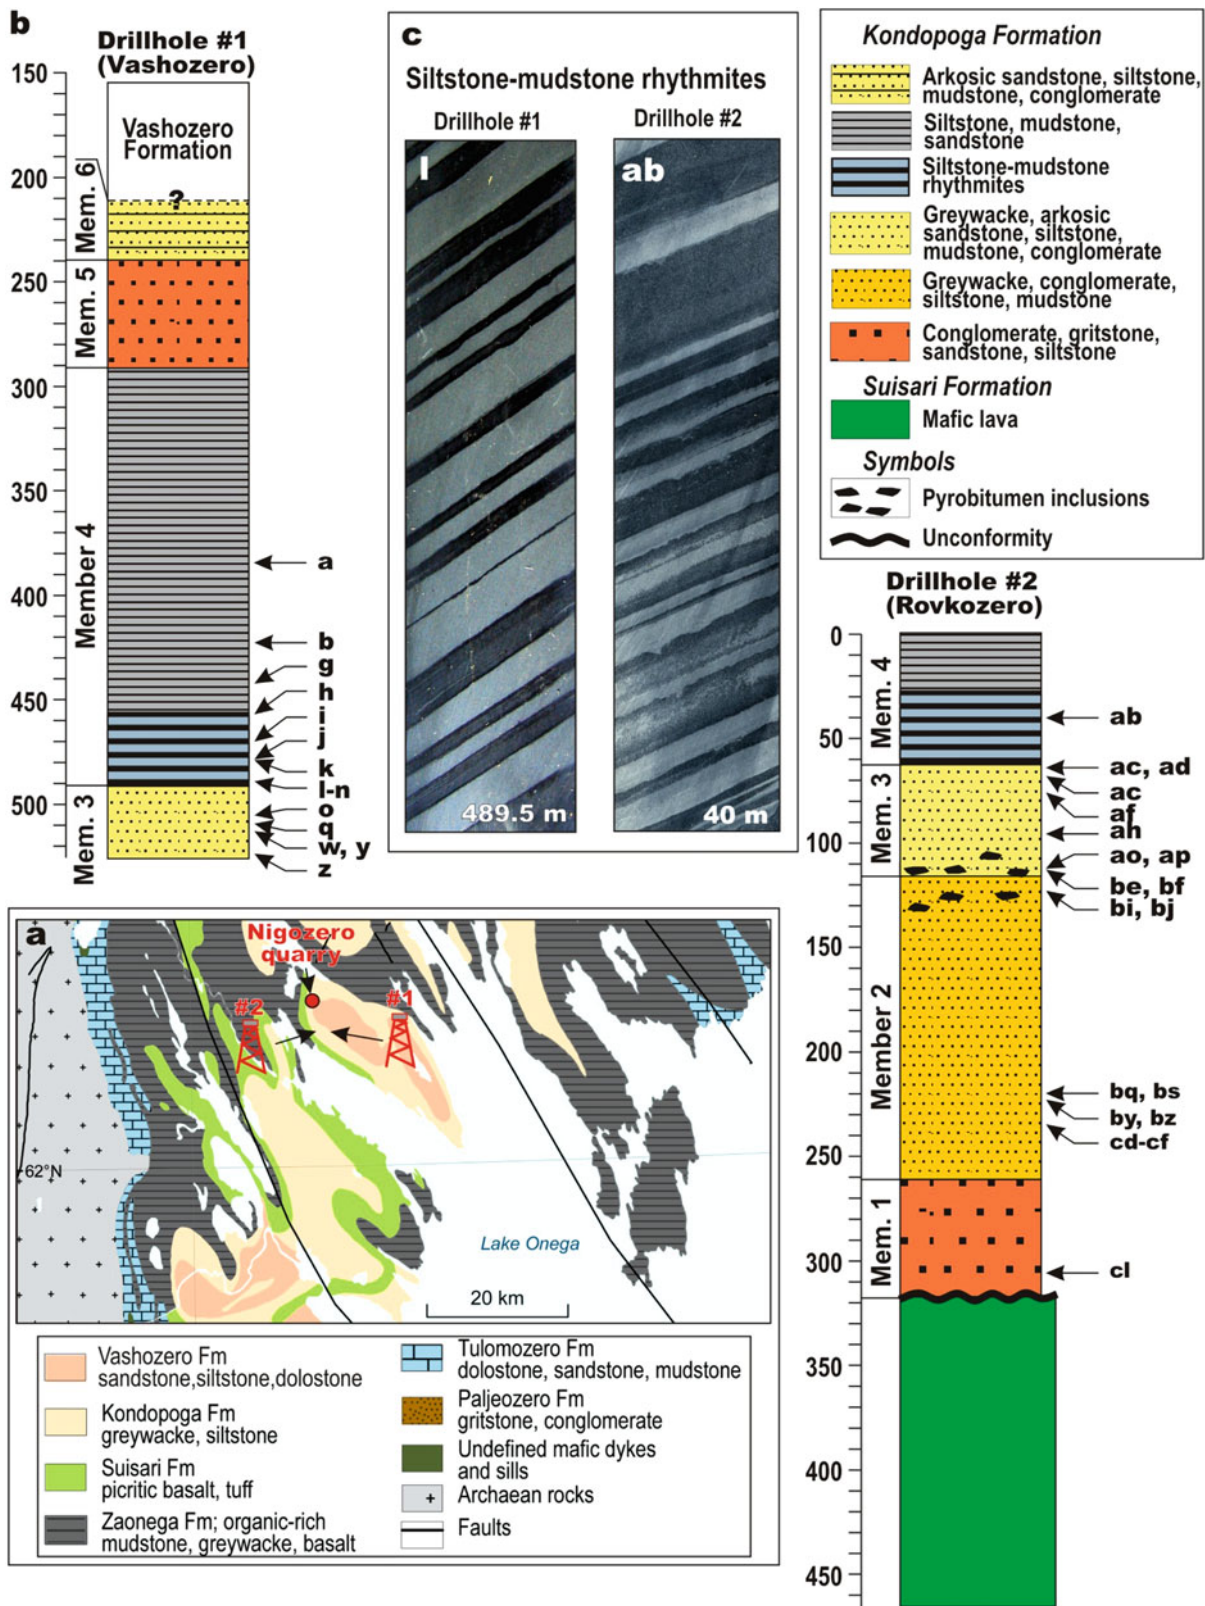 b
Drillhole #1
(Vashozero)
150
200
250
300
350
400
450
500
Mem. 6
Mem. 5
Member 4
Mem. 3
Vashozero
Formation
?
a
b
g
h
i
j
k
l-n
o
q
w, y
z
c
Siltstone-mudstone rhythmites
Drillhole #1
Drillhole #2
l
ab
489.5 m
40 m
Kondopoga Formation
Arkosic sandstone, siltstone,
mudstone, conglomerate
Siltstone, mudstone,
sandstone
Siltstone-mudstone
rhythmites
Greywacke, arkosic
sandstone, siltstone,
mudstone, conglomerate
Greywacke, conglomerate,
siltstone, mudstone
Conglomerate, gritstone,
sandstone, siltstone
Suisari Formation
Mafic lava
Symbols
Pyrobitumen inclusions
Unconformity
Drillhole #2
(Rovkozero)
0
50
100
150
200
250
300
350
400
450
Mem. 4
Mem. 3
Member 2
Mem. 1
ab
ac, ad
ac
af
ah
ao, ap
be, bf
bi, bj
bq, bs
by, bz
cd-cf
cl
a
Nigozero
quarry
#2
#1
62°N
Lake Onega
20 km
Vashozero Fm
sandstone,siltstone,dolostone
Kondopoga Fm
greywacke, siltstone
Suisari Fm
picritic basalt, tuff
Zaonega Fm; organic-rich
mudstone, greywacke, basalt
Tulomozero Fm
dolostone, sandstone, mudstone
Paljeozero Fm
gritstone, conglomerate
Undefined mafic dykes
and sills
Archaean rocks
Faults